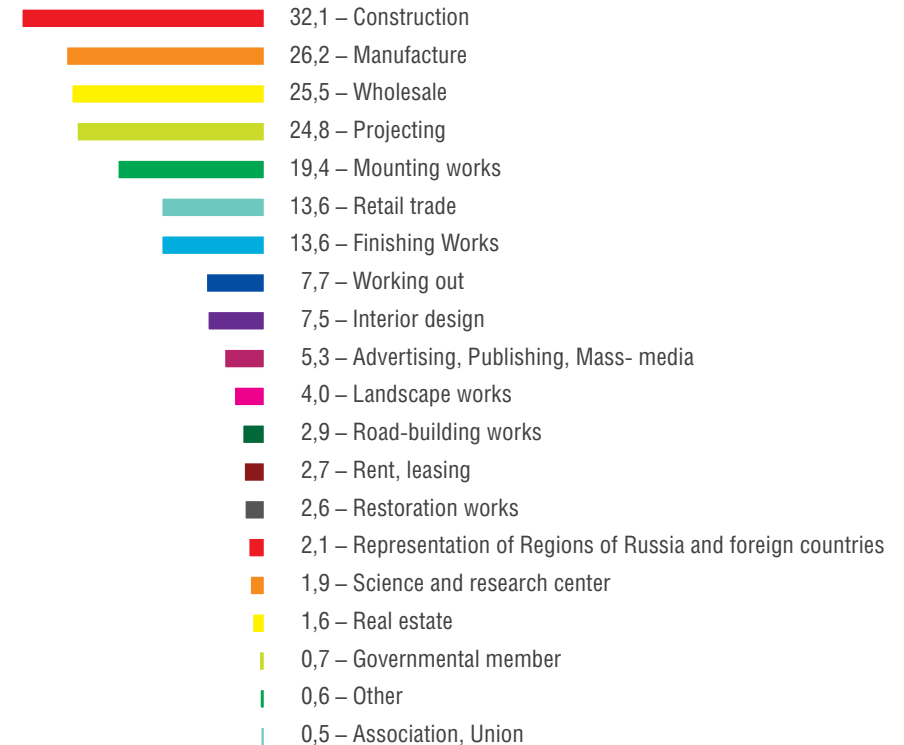 32,1 – Construction
26,2 – Manufacture
25,5 – Wholesale
24,8 – Projecting
19,4 – Mounting works
13,6 – Retail trade
13,6 – Finishing Works
7,7 – Working out
7,5 – Interior design
5,3 – Advertising, Publishing, Mass- media
4,0 – Landscape works
2,9 – Road-building works
2,7 – Rent, leasing
2,6 – Restoration works
2,1 – Representation of Regions of Russia and foreign countries
1,9 – Science and research center
1,6 – Real estate
0,7 – Governmental member
0,6 – Other
0,5 – Association, Union